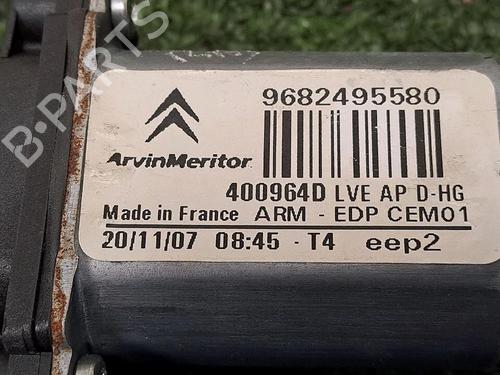 B-PARTS
9682495580
ArvinMeritor
400964D LVE AP D-HG
Made in France ARM - EDP CEM01
20/11/07 08:45 - T4 eep2